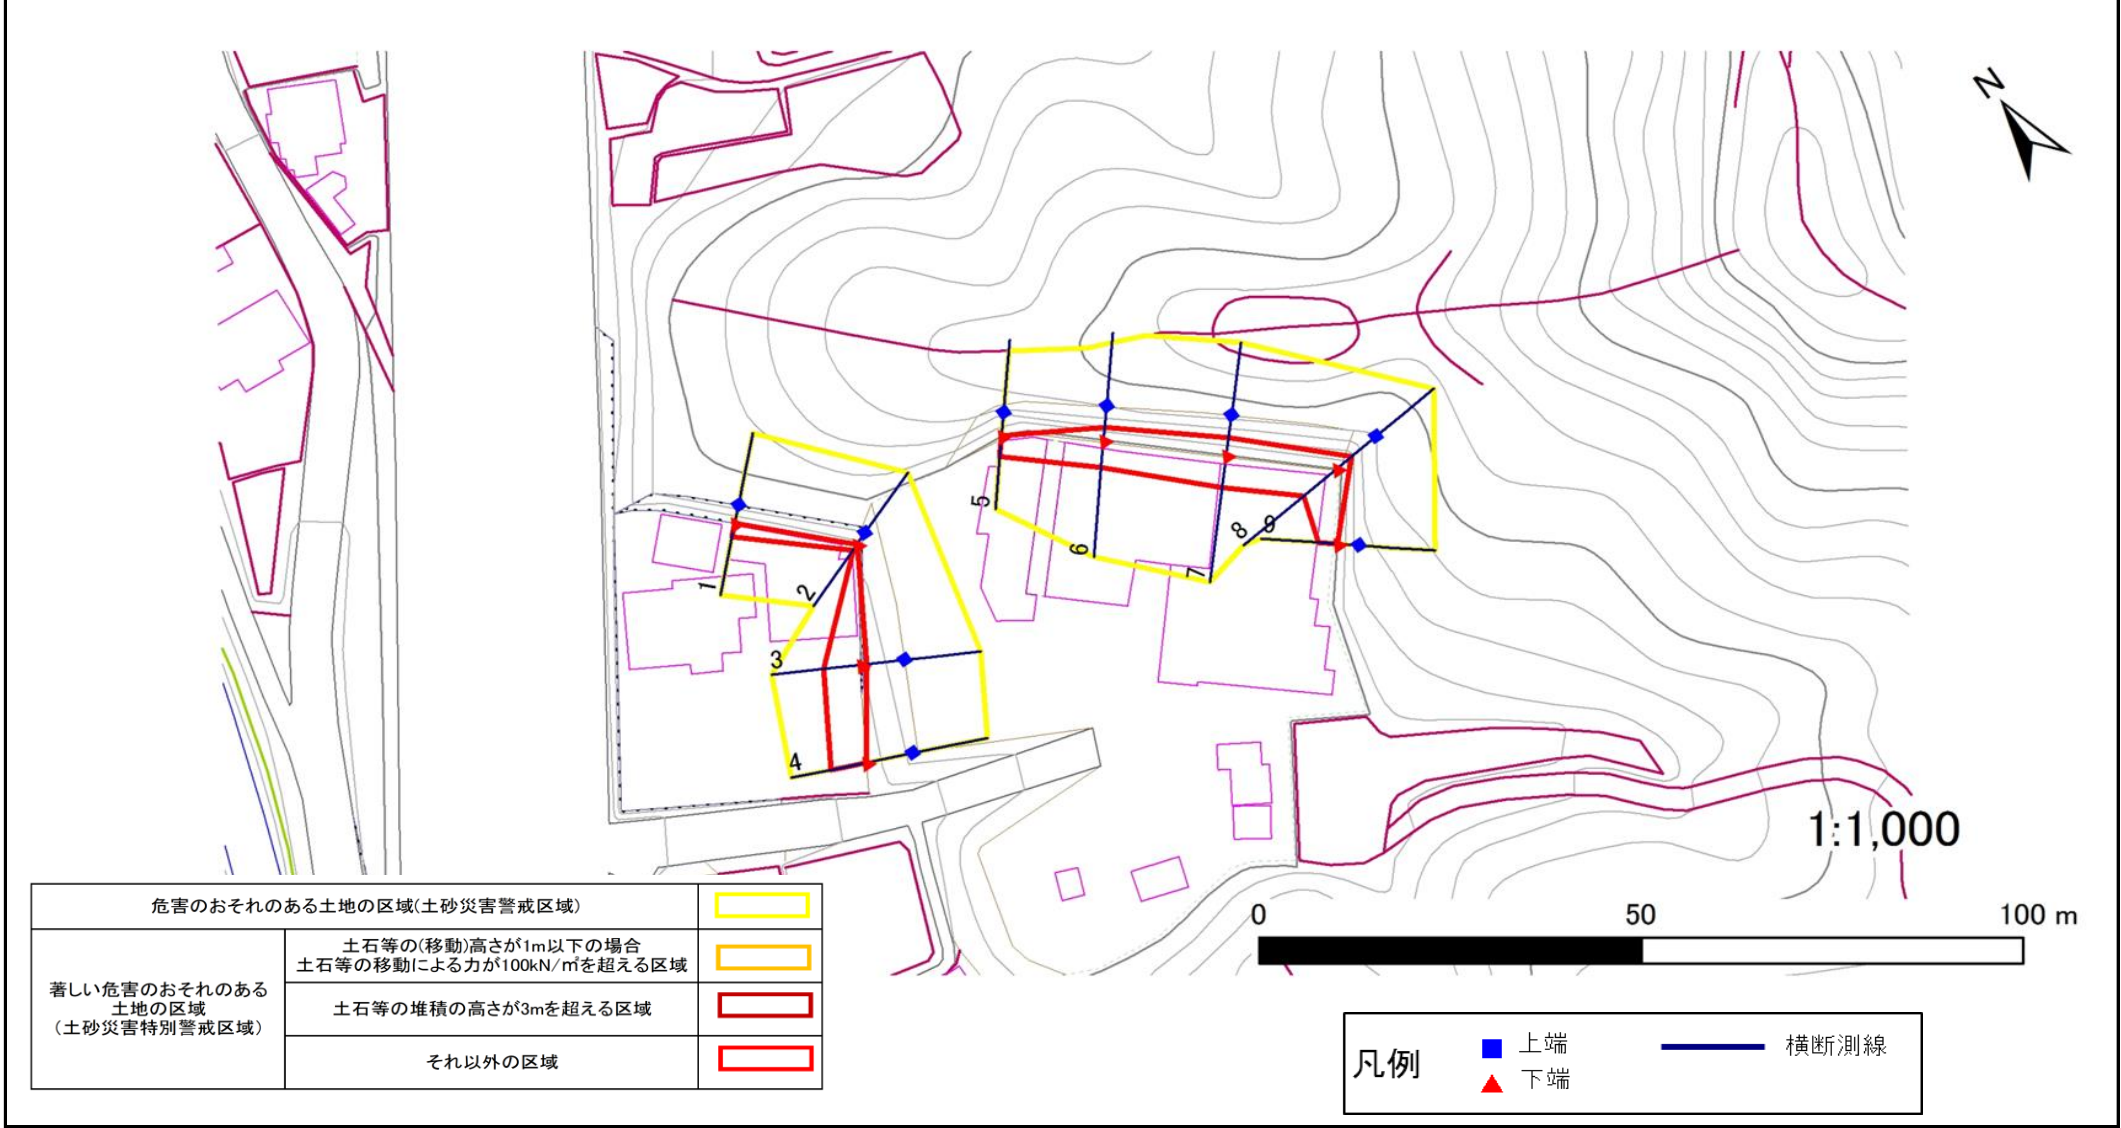 N
5
6
7
8
9
1
2
3
4
1:1,000
0 50 100 m
危害のおそれのある土地の区域(土砂災害警戒区域)
著しい危害のおそれのある
土地の区域
(土砂災害特別警戒区域)
土石等の(移動)高さが1m以下の場合
土石等の移動による力が100kN/㎡を超える区域
土石等の堆積の高さが3mを超える区域
それ以外の区域
凡例
上端
下端
横断測線